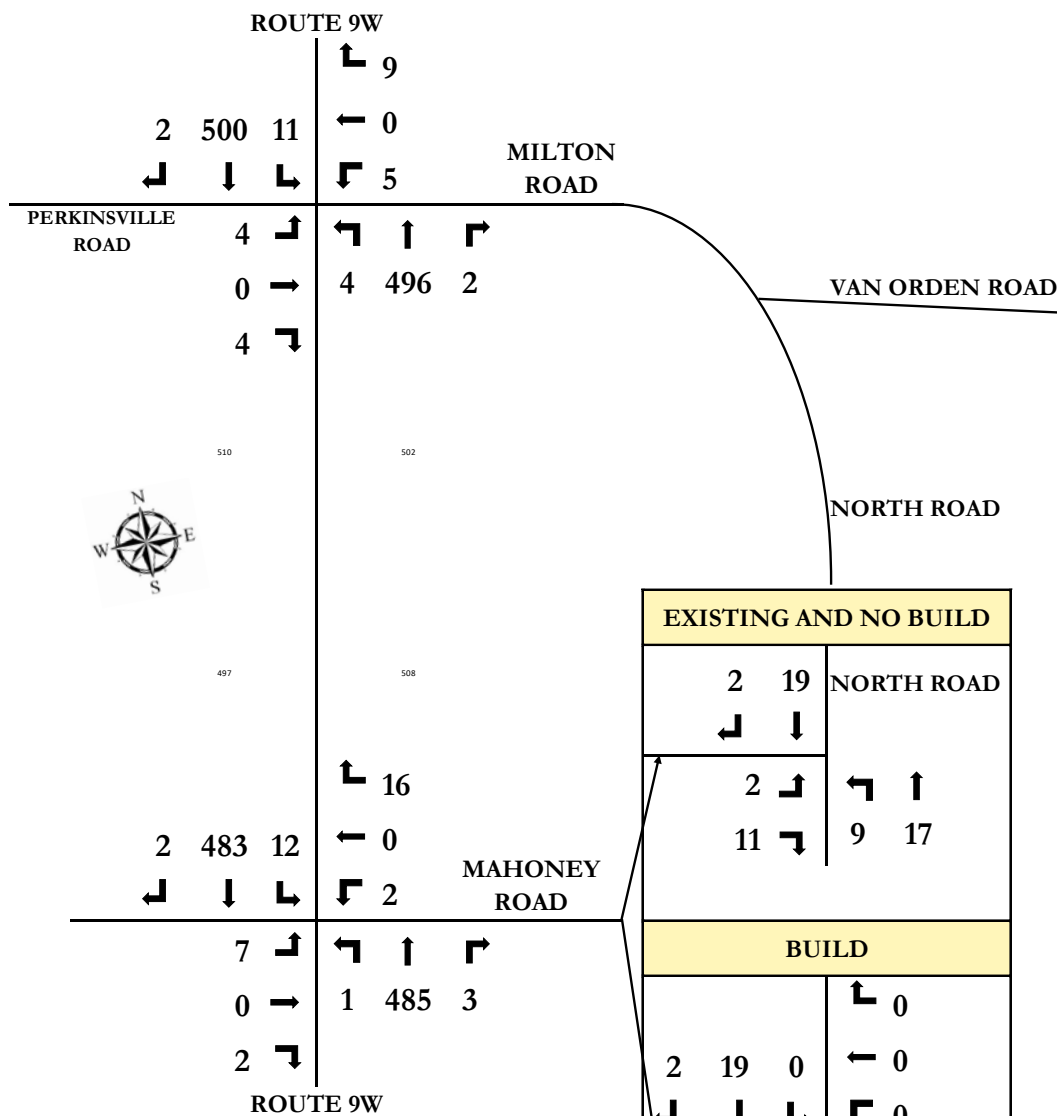 ROUTE 9W
9
0
5
2 500 11
MILTON
ROAD
PERKINSVILLE
ROAD
4
0
4
4 496 2
VAN ORDEN ROAD
510 502
N
E
W
S
NORTH ROAD
497 508
EXISTING AND NO BUILD
2 19
NORTH ROAD
2
11
9 17
16
0
2
2 483 12
MAHONEY
ROAD
7
0
2
1 485 3
ROUTE 9W
BUILD
0
0
0
2 19 0